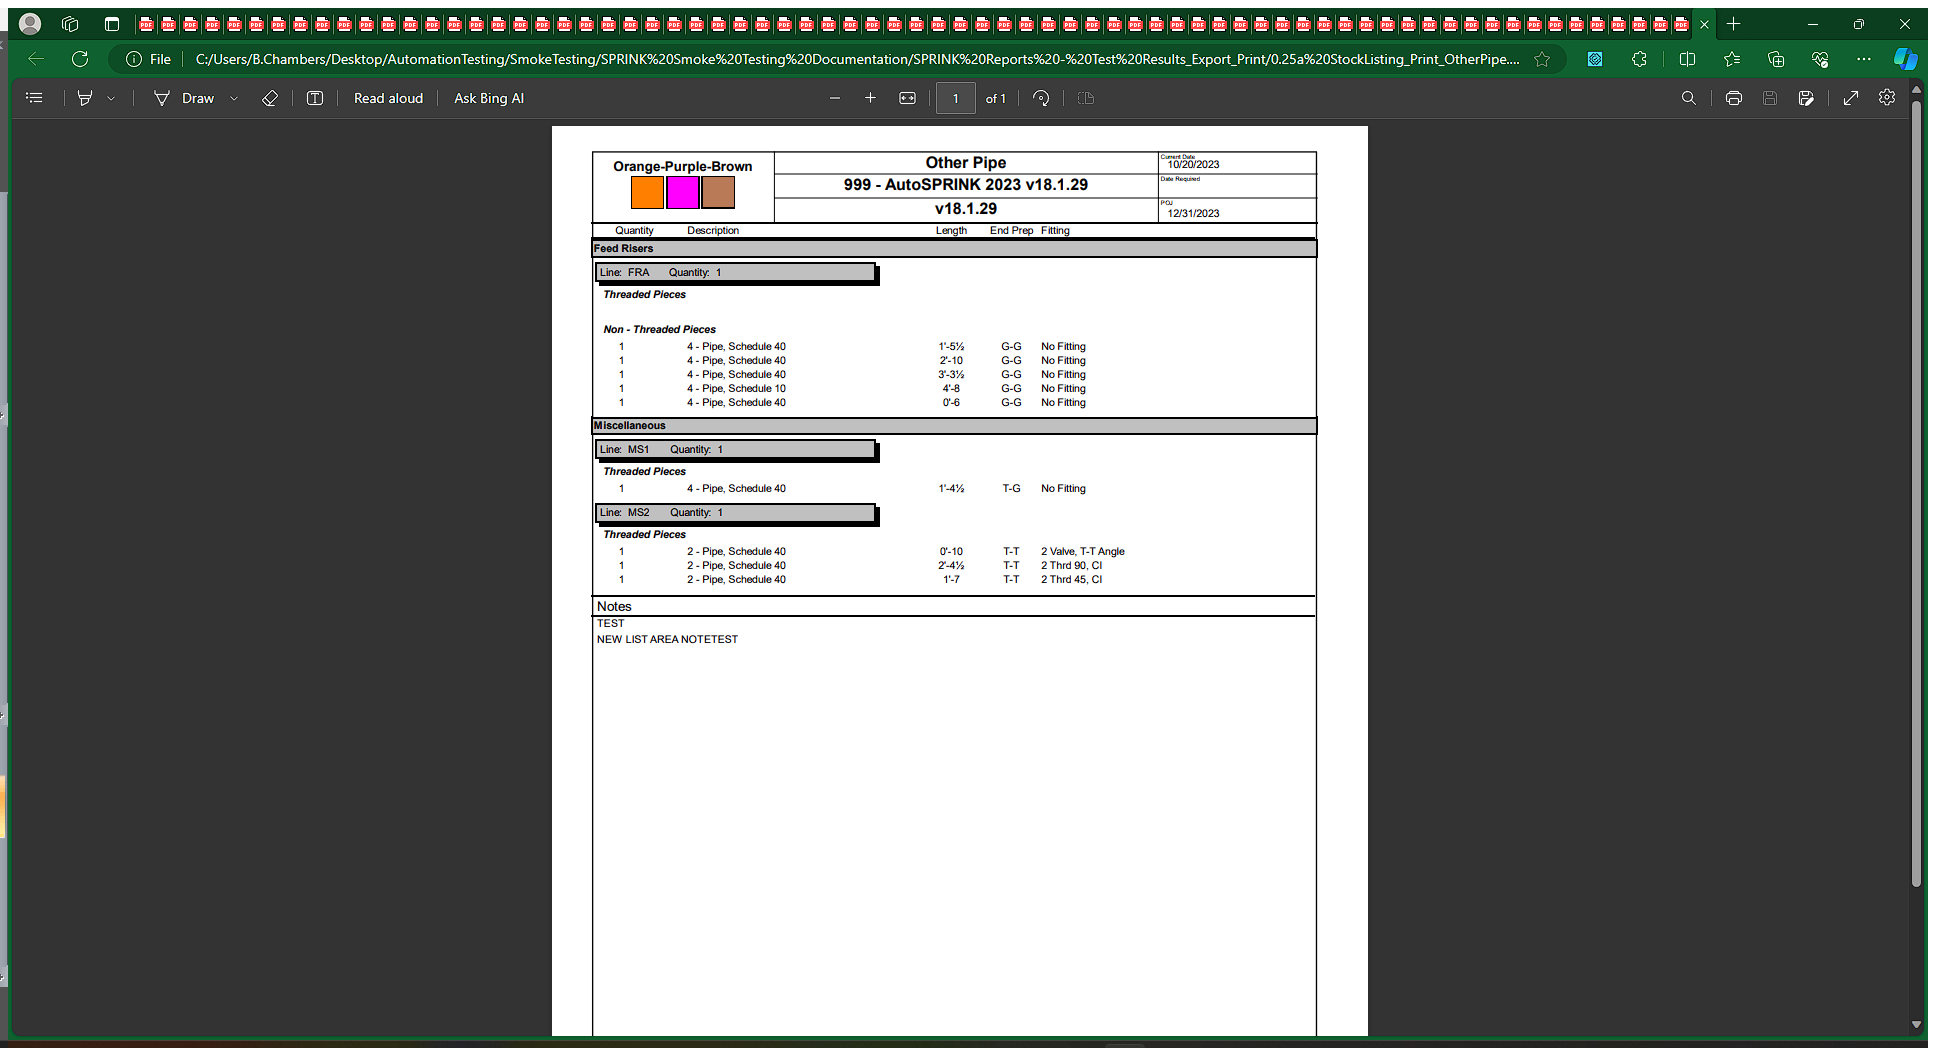 File C:/Users/B.Chambers/Desktop/AutomationTesting/SmokeTesting/SPRINK%20Smoke%20Testing%20Documentation/SPRINK%20Reports%20-%20Test%20Results_Export_Print/0.25a%20StockListing_Print_OtherPipe....
Draw Read aloud Ask Bing AI 1 of 1
Orange-Purple-Brown
Other Pipe
999 - AutoSPRINK 2023 v18.1.29
v18.1.29
Current Date
10/20/2023
Date Required
POJ
12/31/2023
Quantity Description Length End Prep Fitting
Feed Risers
Line: FRA Quantity: 1
Threaded Pieces
Non - Threaded Pieces
1 4 - Pipe, Schedule 40 1'-5½ G-G No Fitting
1 4 - Pipe, Schedule 40 2'-10 G-G No Fitting
1 4 - Pipe, Schedule 40 3'-3½ G-G No Fitting
1 4 - Pipe, Schedule 10 4'-8 G-G No Fitting
1 4 - Pipe, Schedule 40 0'-6 G-G No Fitting
Miscellaneous
Line: MS1 Quantity: 1
Threaded Pieces
1 4 - Pipe, Schedule 40 1'-4½ T-G No Fitting
Line: MS2 Quantity: 1
Threaded Pieces
1 2 - Pipe, Schedule 40 0'-10 T-T 2 Valve, T-T Angle
1 2 - Pipe, Schedule 40 2'-4½ T-T 2 Thrd 90, CI
1 2 - Pipe, Schedule 40 1'-7 T-T 2 Thrd 45, CI
Notes
TEST
NEW LIST AREA NOTETEST